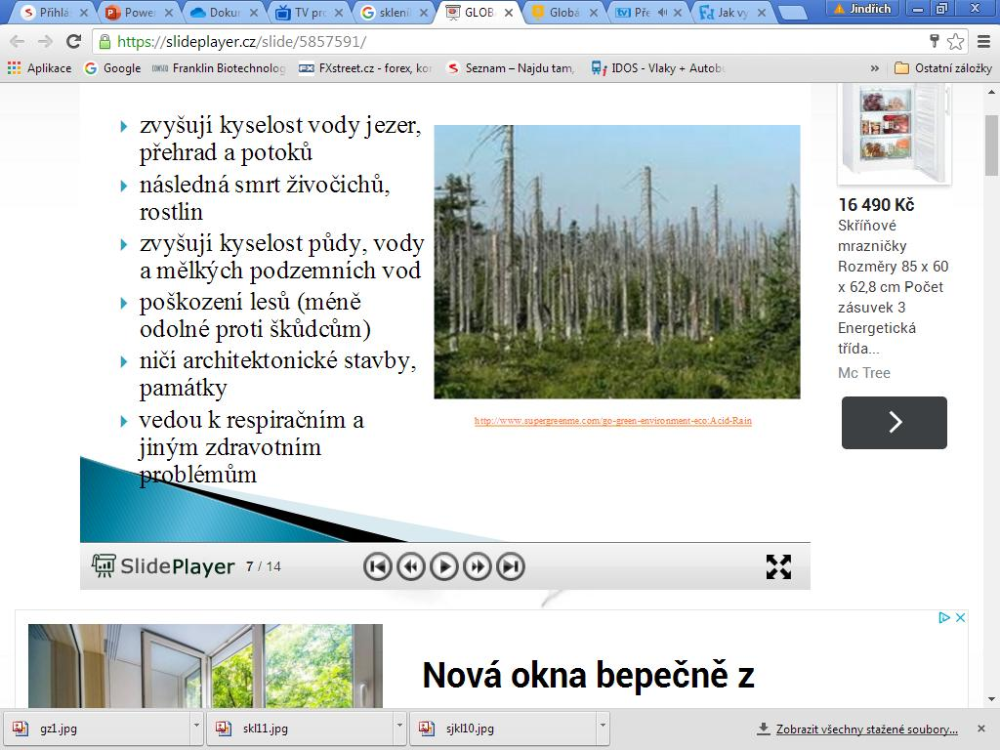 Přihlá
Power
Dokur
TV pro
sklení
GLOB
Globá
Pře
Jak vy
Jindřich
https://slideplayer.cz/slide/5857591/
Aplikace
Google
Franklin Biotechnolog
FXstreet.cz - forex, kor
Seznam – Najdu tam,
IDOS - Vlaky + Autobu
»
Ostatní záložky
zvyšují kyselost vody jezer,
přehrad a potoků
následná smrt živočichů,
rostlin
zvyšují kyselost půdy, vody
a mělkých podzemních vod
poškození lesů (méně
odolné proti škůdcům)
ničí architektonické stavby,
památky
vedou k respiračním a
jiným zdravotním
problémům
http://www.supergreenme.com/go-green-environment-eco:Acid-Rain
16 490 Kč
Skříňové
mrazničky
Rozměry 85 x 60
x 62,8 cm Počet
zásuvek 3
Energetická
třída...
Mc Tree
SlidePlayer 7 / 14
Nová okna bepečně z
gz1.jpg
skl11.jpg
sjkl10.jpg
Zobrazit všechny stažené soubory...